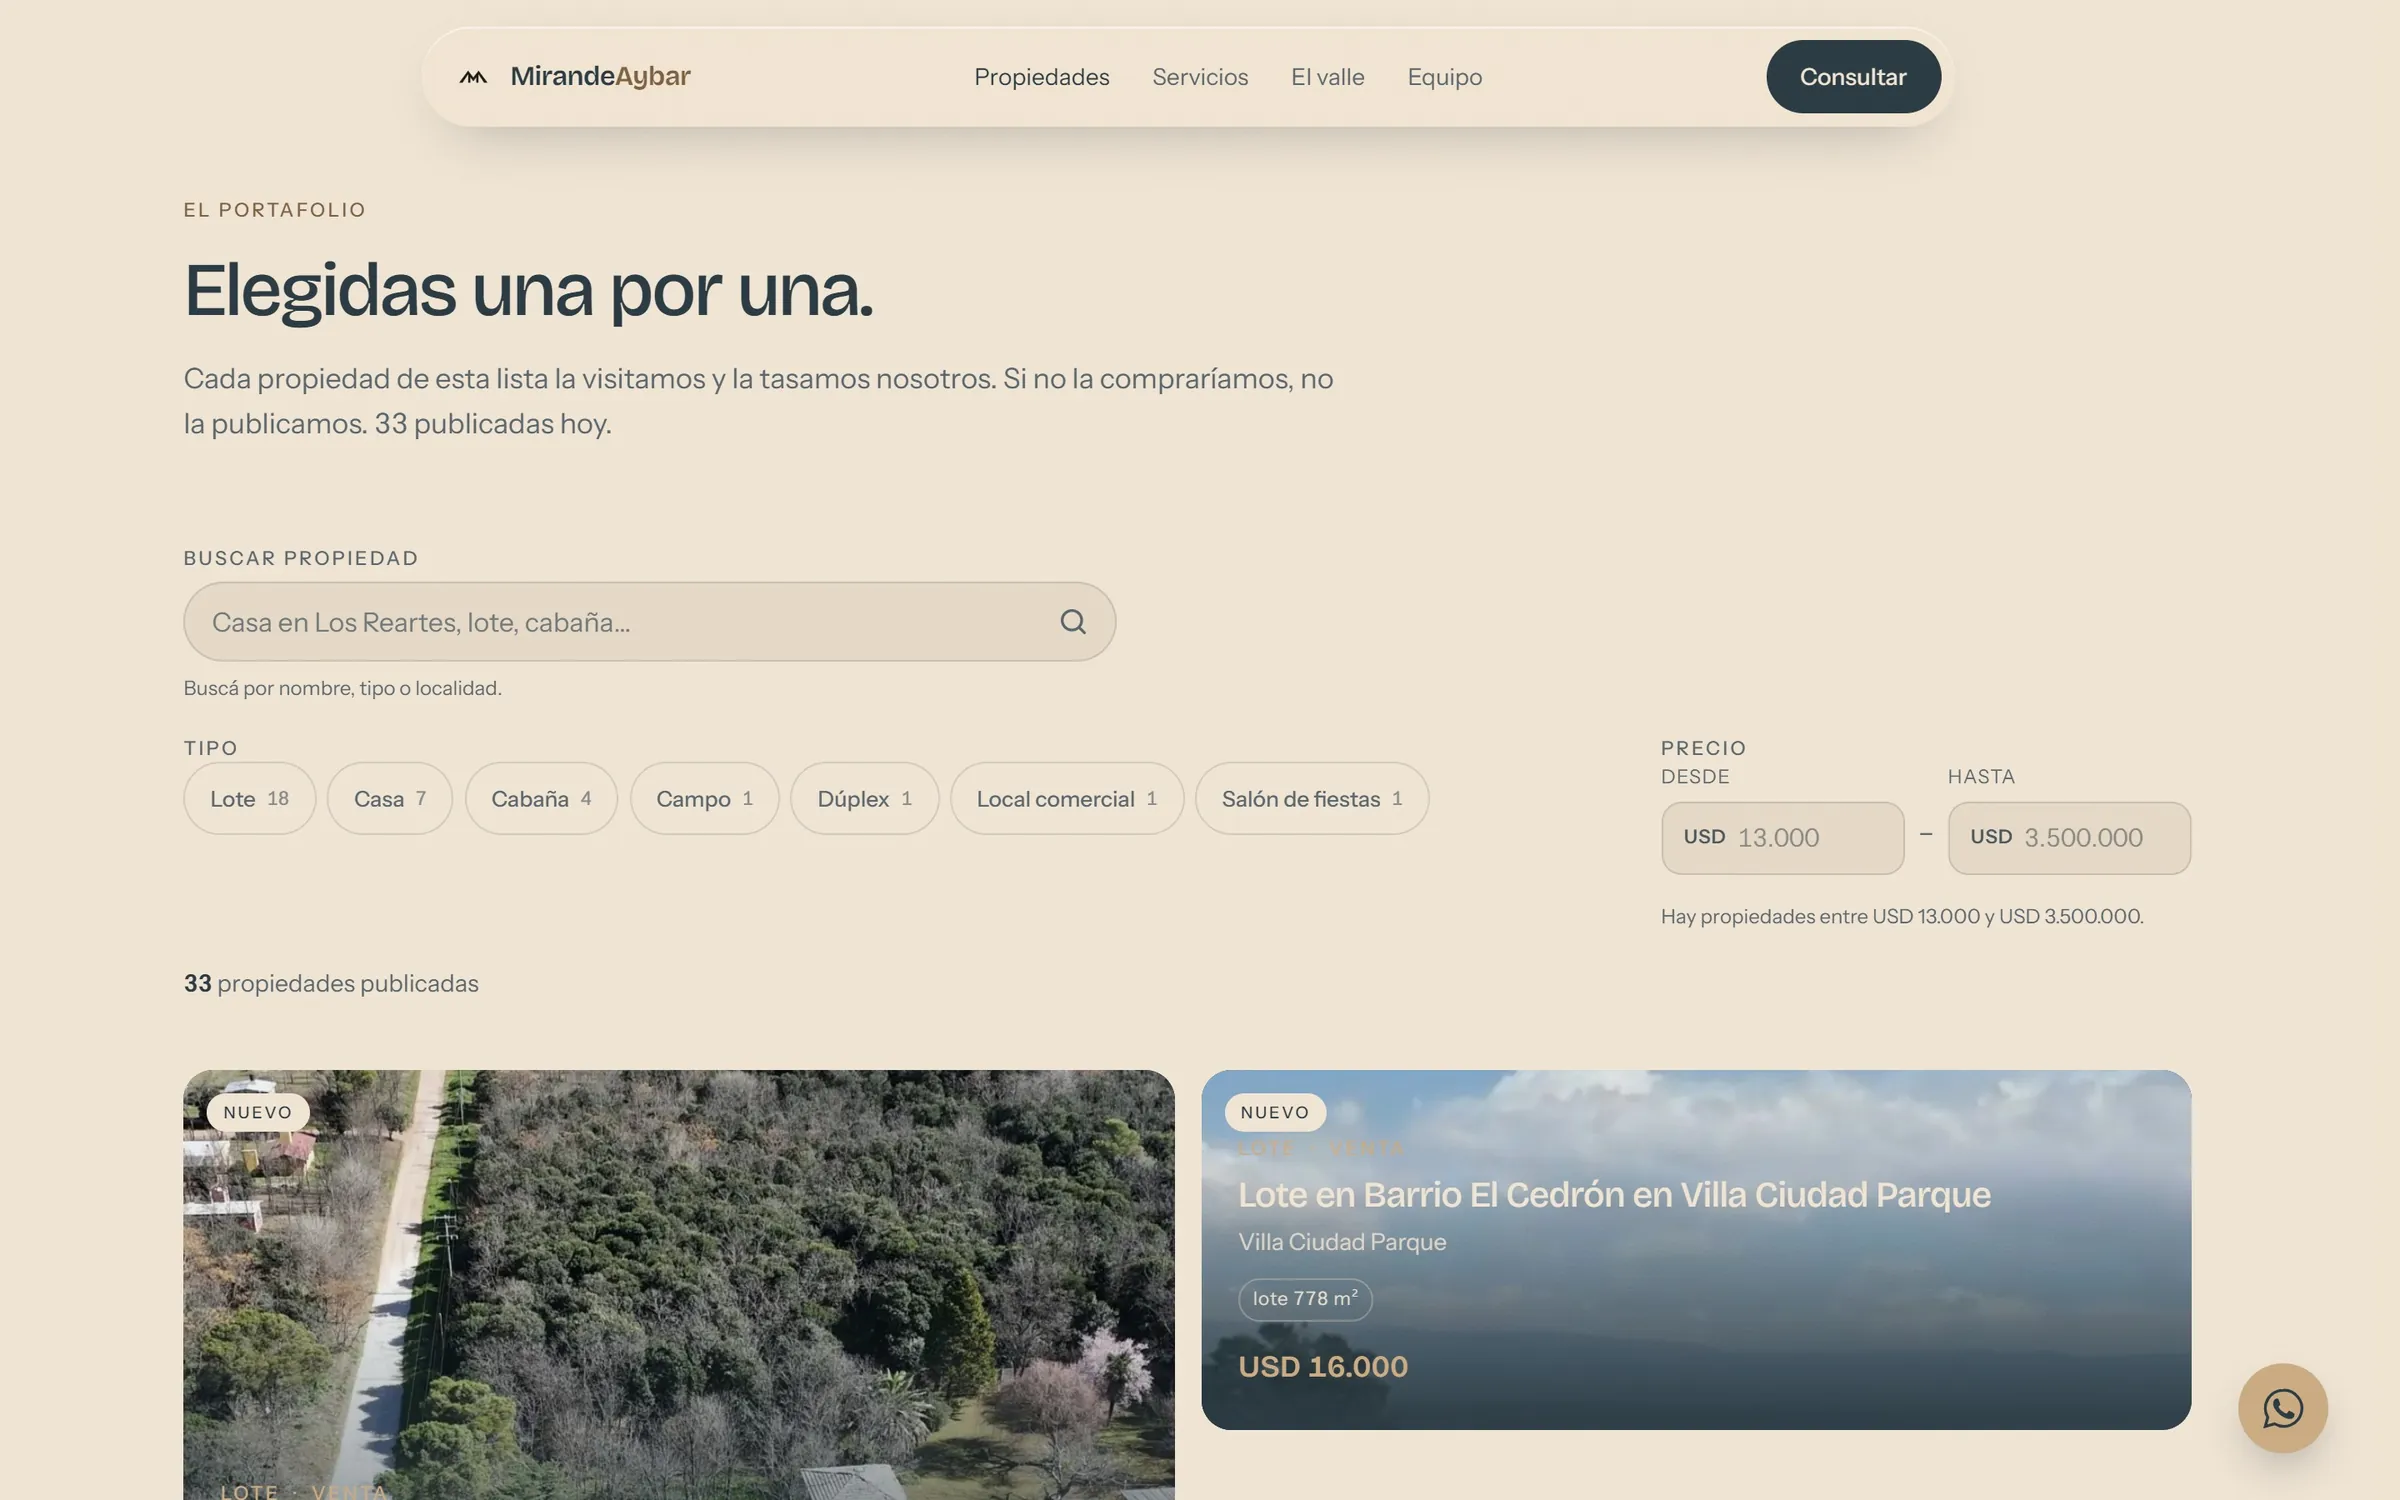 MirandeAybar
Propiedades
Servicios
El valle
Equipo
Consultar
EL PORTAFOLIO
Elegidas una por una.
Cada propiedad de esta lista la visitamos y la tasamos nosotros. Si no la compraríamos, no
la publicamos. 33 publicadas hoy.
BUSCAR PROPIEDAD
Casa en Los Reartes, lote, cabaña...
Buscá por nombre, tipo o localidad.
TIPO
Lote 18
Casa 7
Cabaña 4
Campo 1
Dúplex 1
Local comercial 1
Salón de fiestas 1
PRECIO
DESDE
HASTA
USD 13.000
–
USD 3.500.000
Hay propiedades entre USD 13.000 y USD 3.500.000.
33 propiedades publicadas
NUEVO
LOTE · VENTA
NUEVO
LOTE · VENTA
Lote en Barrio El Cedrón en Villa Ciudad Parque
Villa Ciudad Parque
lote 778 m²
USD 16.000